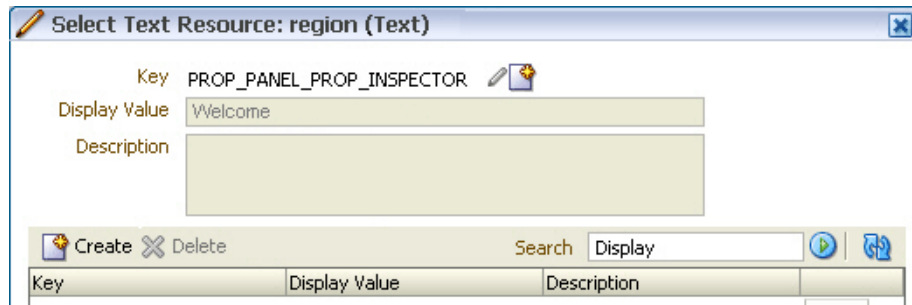 Select Text Resource: region (Text)
Key PROP_PANEL_PROP_INSPECTOR
Display Value Welcome
Description
Create Delete Search Display
Key Display Value Description